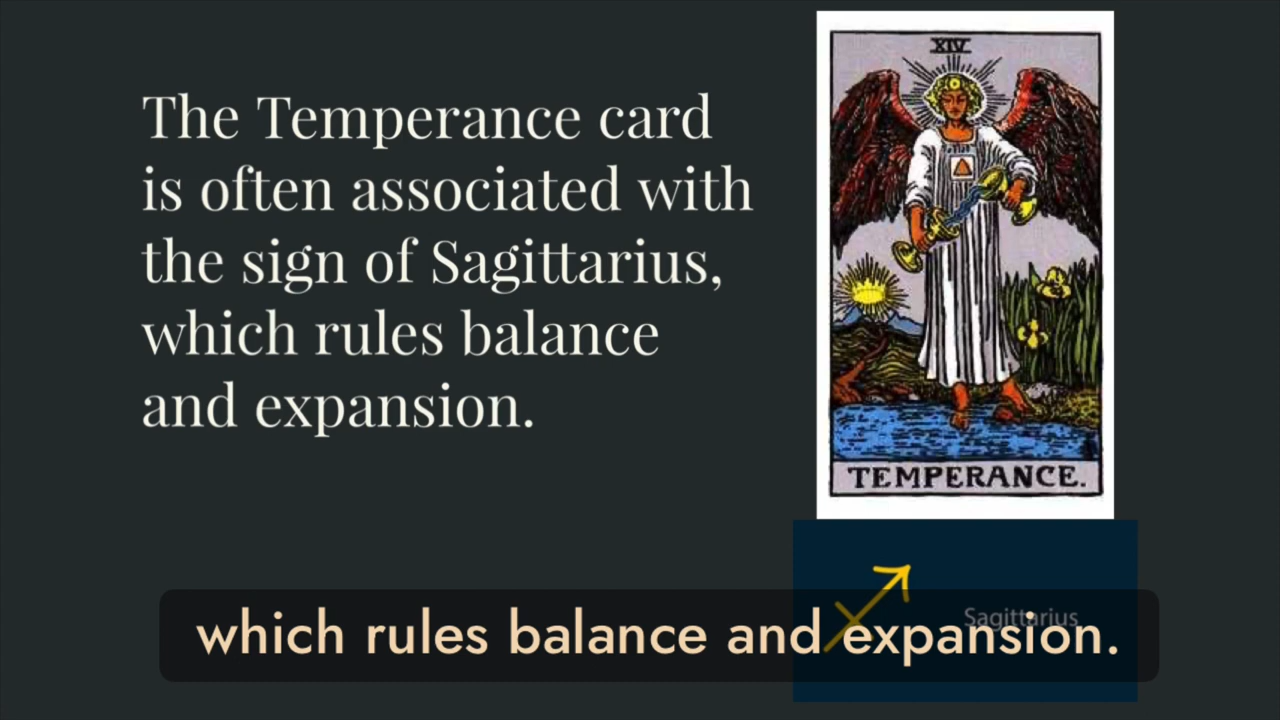 The Temperance card
is often associated with
the sign of Sagittarius,
which rules balance
and expansion.
XIV
TEMPERANCE.
Sagittarius
which rules balance and expansion.